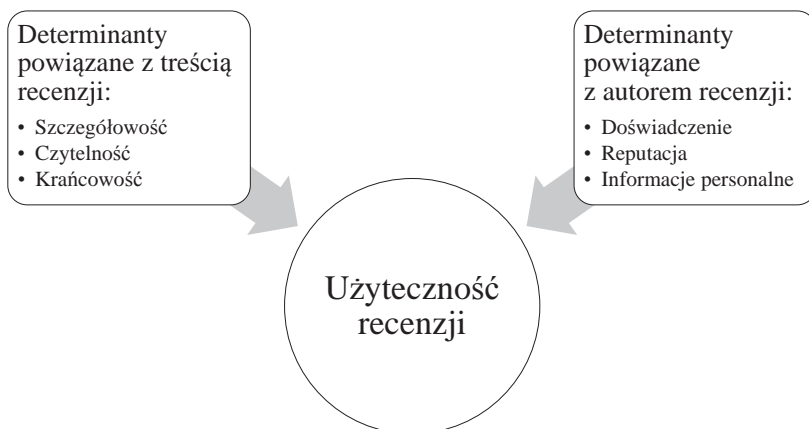 Determinanty
powiązane z treścią
recenzji:
• Szczegółowość
• Czytelność
• Krańcowość
Determinanty
powiązane
z autorem recenzji:
• Doświadczenie
• Reputacja
• Informacje personalne
Użyteczność
recenzji